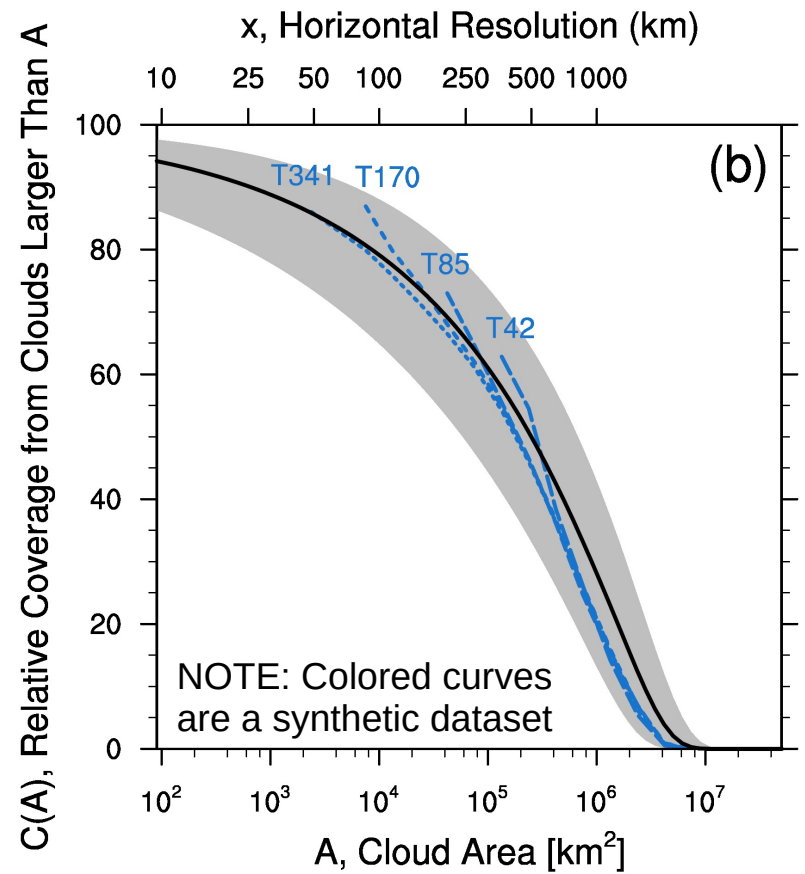 x, Horizontal Resolution (km)
10 25 50 100 250 500 1000
C(A), Relative Coverage from Clouds Larger Than A
100
80
60
40
20
0
(b)
T341 T170
T85
T42
NOTE: Colored curves
are a synthetic dataset
10² 10³ 10⁴ 10⁵ 10⁶ 10⁷
A, Cloud Area [km²]